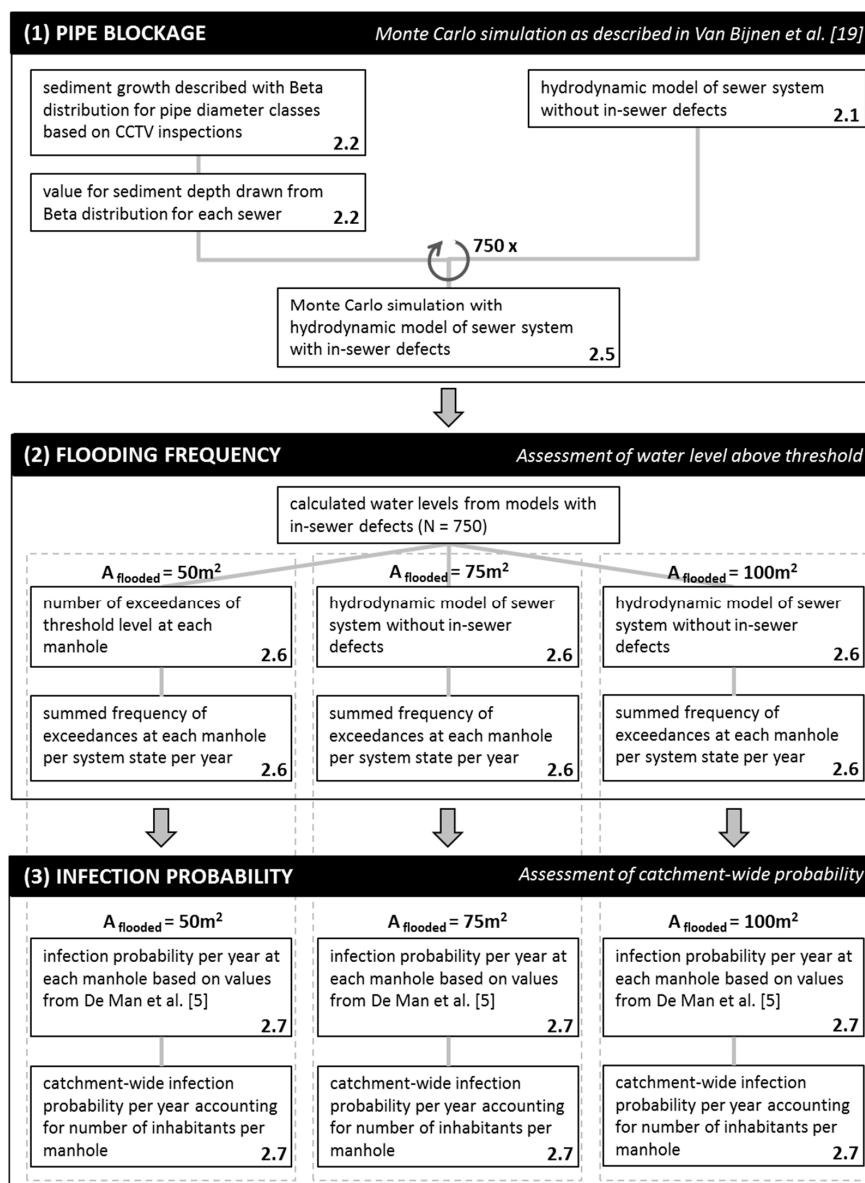 (1) PIPE BLOCKAGE
Monte Carlo simulation as described in Van Bijnen et al. [19]
sediment growth described with Beta
distribution for pipe diameter classes
based on CCTV inspections
2.2
hydrodynamic model of sewer system
without in-sewer defects
2.1
value for sediment depth drawn from
Beta distribution for each sewer
2.2
750 x
Monte Carlo simulation with
hydrodynamic model of sewer system
with in-sewer defects
2.5
(2) FLOODING FREQUENCY
Assessment of water level above threshold
calculated water levels from models with
in-sewer defects (N = 750)
A flooded = 50m²
number of exceedances of
threshold level at each
manhole
2.6
summed frequency of
exceedances at each manhole
per system state per year
2.6
A flooded = 75m²
hydrodynamic model of sewer
system without in-sewer
defects
2.6
summed frequency of
exceedances at each manhole
per system state per year
2.6
A flooded = 100m²
hydrodynamic model of sewer
system without in-sewer
defects
2.6
summed frequency of
exceedances at each manhole
per system state per year
2.6
(3) INFECTION PROBABILITY
Assessment of catchment-wide probability
A flooded = 50m²
infection probability per year at
each manhole based on values
from De Man et al. [5]
2.7
catchment-wide infection
probability per year accounting
for number of inhabitants per
manhole
2.7
A flooded = 75m²
infection probability per year at
each manhole based on values
from De Man et al. [5]
2.7
catchment-wide infection
probability per year accounting
for number of inhabitants per
manhole
2.7
A flooded = 100m²
infection probability per year at
each manhole based on values
from De Man et al. [5]
2.7
catchment-wide infection
probability per year accounting
for number of inhabitants per
manhole
2.7